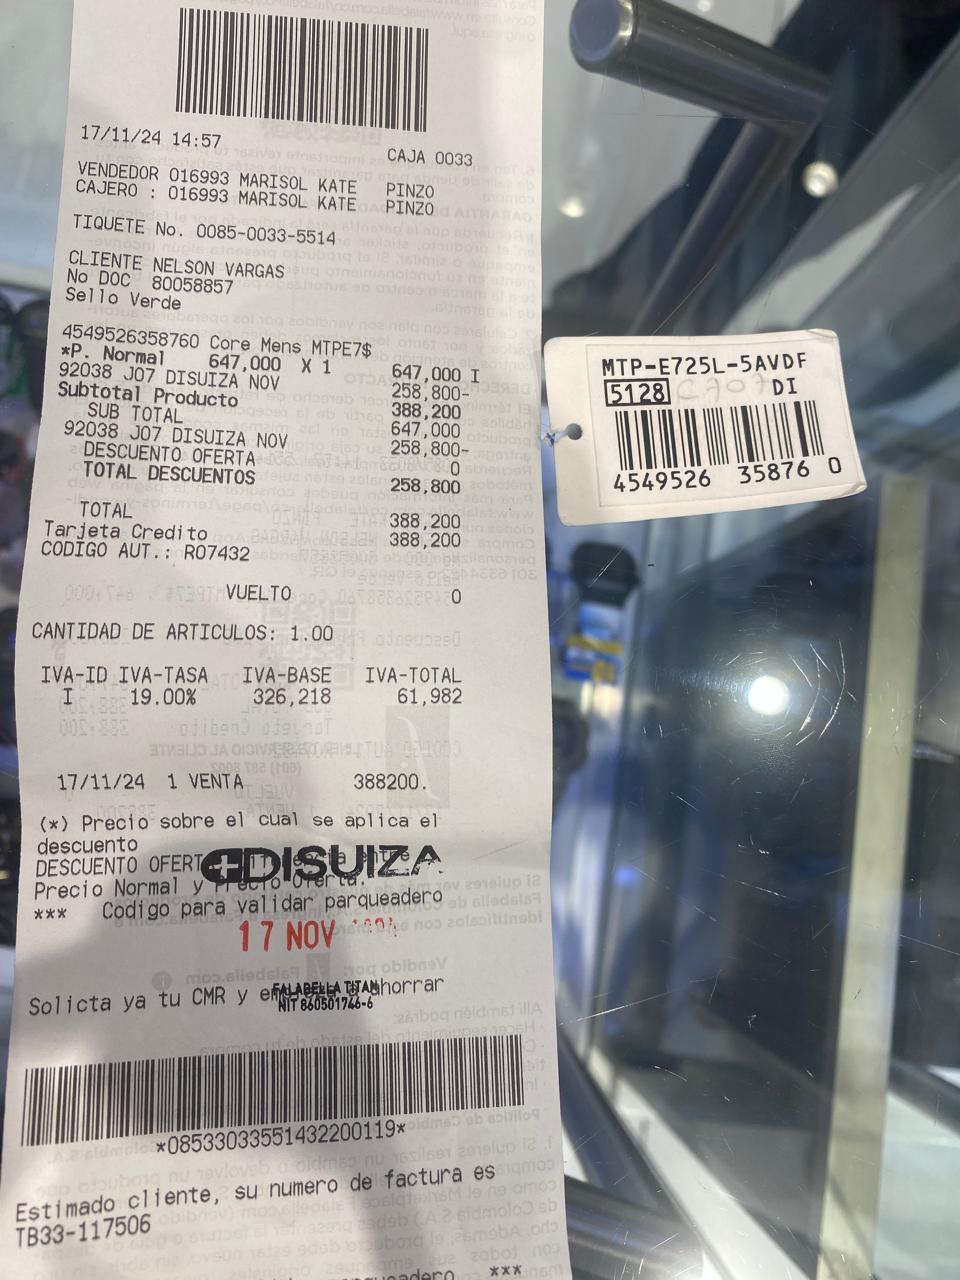 17/11/24 14:57 CAJA 0033
VENDEDOR 016993 MARISOL KATE PINZO
CAJERO : 016993 MARISOL KATE PINZO
TIQUETE No. 0085-0033-5514
CLIENTE NELSON VARGAS
No DOC 80058857
Sello Verde
4549526358760 Core Mens MTPE7$
*P. Normal 647,000 X 1 647,000 I
92038 J07 DISUIZA NOV 258,800-
Subtotal Producto 388,200
SUB TOTAL 647,000
92038 J07 DISUIZA NOV 258,800-
DESCUENTO OFERTA 0
TOTAL DESCUENTOS 258,800
TOTAL 388,200
Tarjeta Credito 388,200
CODIGO AUT.: R07432
VUELTO 0
CANTIDAD DE ARTICULOS: 1.00
IVA-ID IVA-TASA IVA-BASE IVA-TOTAL
I 19.00% 326,218 61,982
17/11/24 1 VENTA 388200.
(*) Precio sobre el cual se aplica el
descuento
DESCUENTO OFERTA
DISUIZA
Precio Normal y Precio Oferta.
*** Codigo para validar parqueadero
17 NOV
Solicta ya tu CMR y ahorrar
FALABELLA TITAN
NIT 860501746-6
*08533033551432200119*
Estimado cliente, su numero de factura es
TB33-117506
parqueadero ***
MTP-E725L-5AVDF
5128 DI
4549526 35876 0